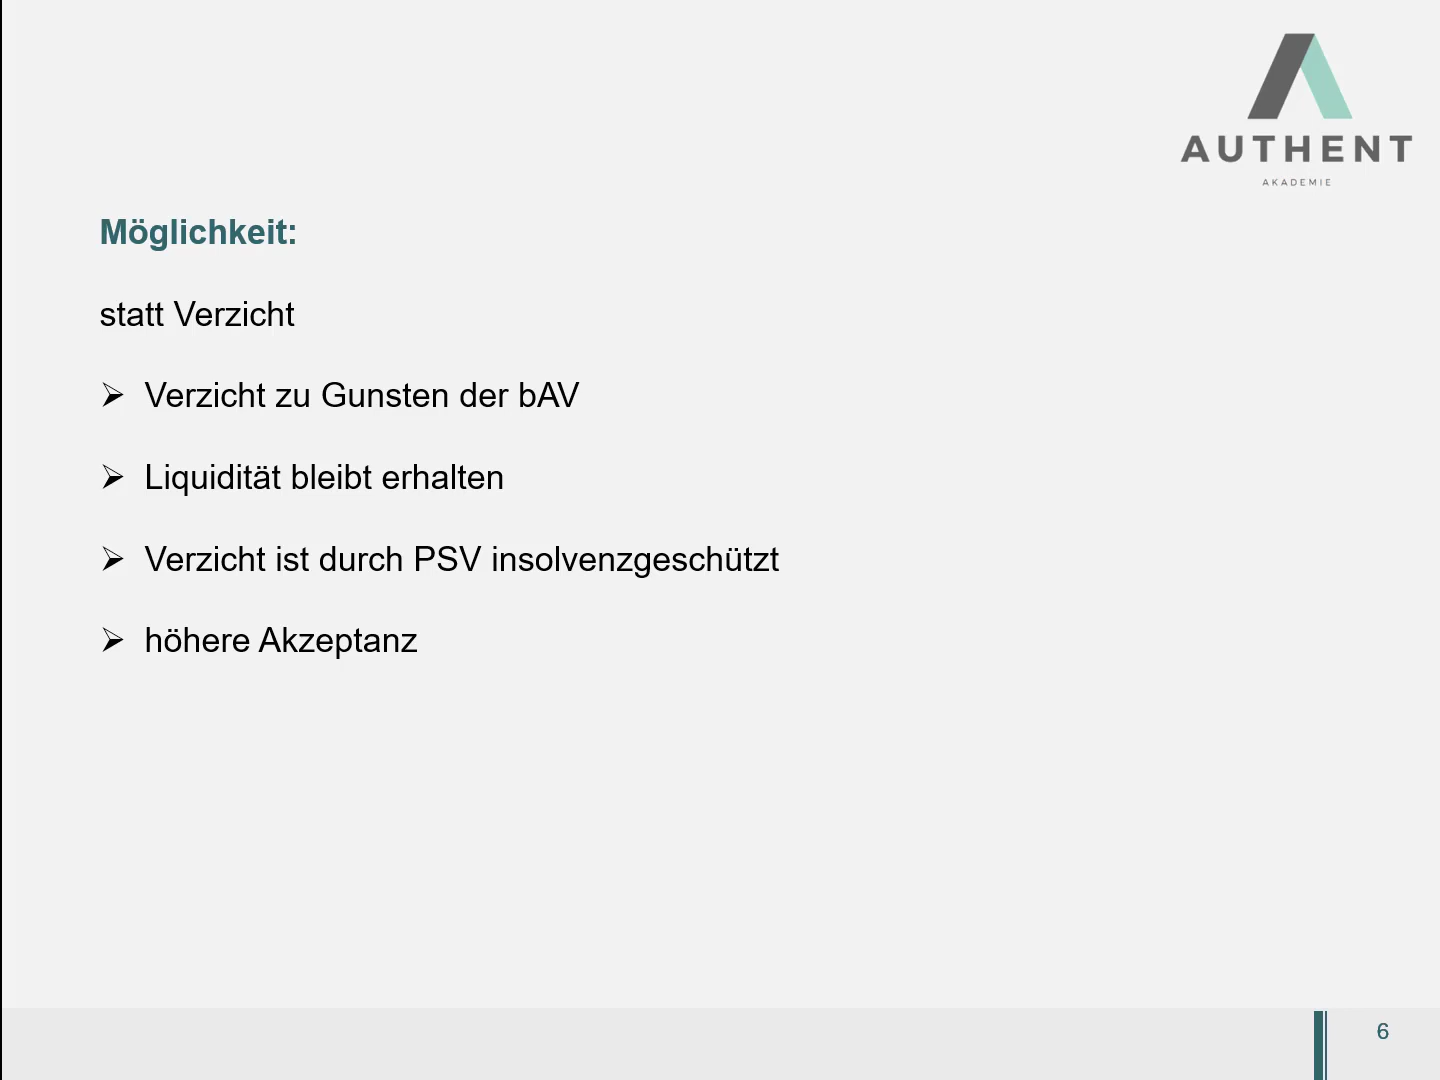 AUTHENT
AKADEMIE
Möglichkeit:
statt Verzicht
➢ Verzicht zu Gunsten der bAV
➢ Liquidität bleibt erhalten
➢ Verzicht ist durch PSV insolvenzgeschützt
➢ höhere Akzeptanz
6